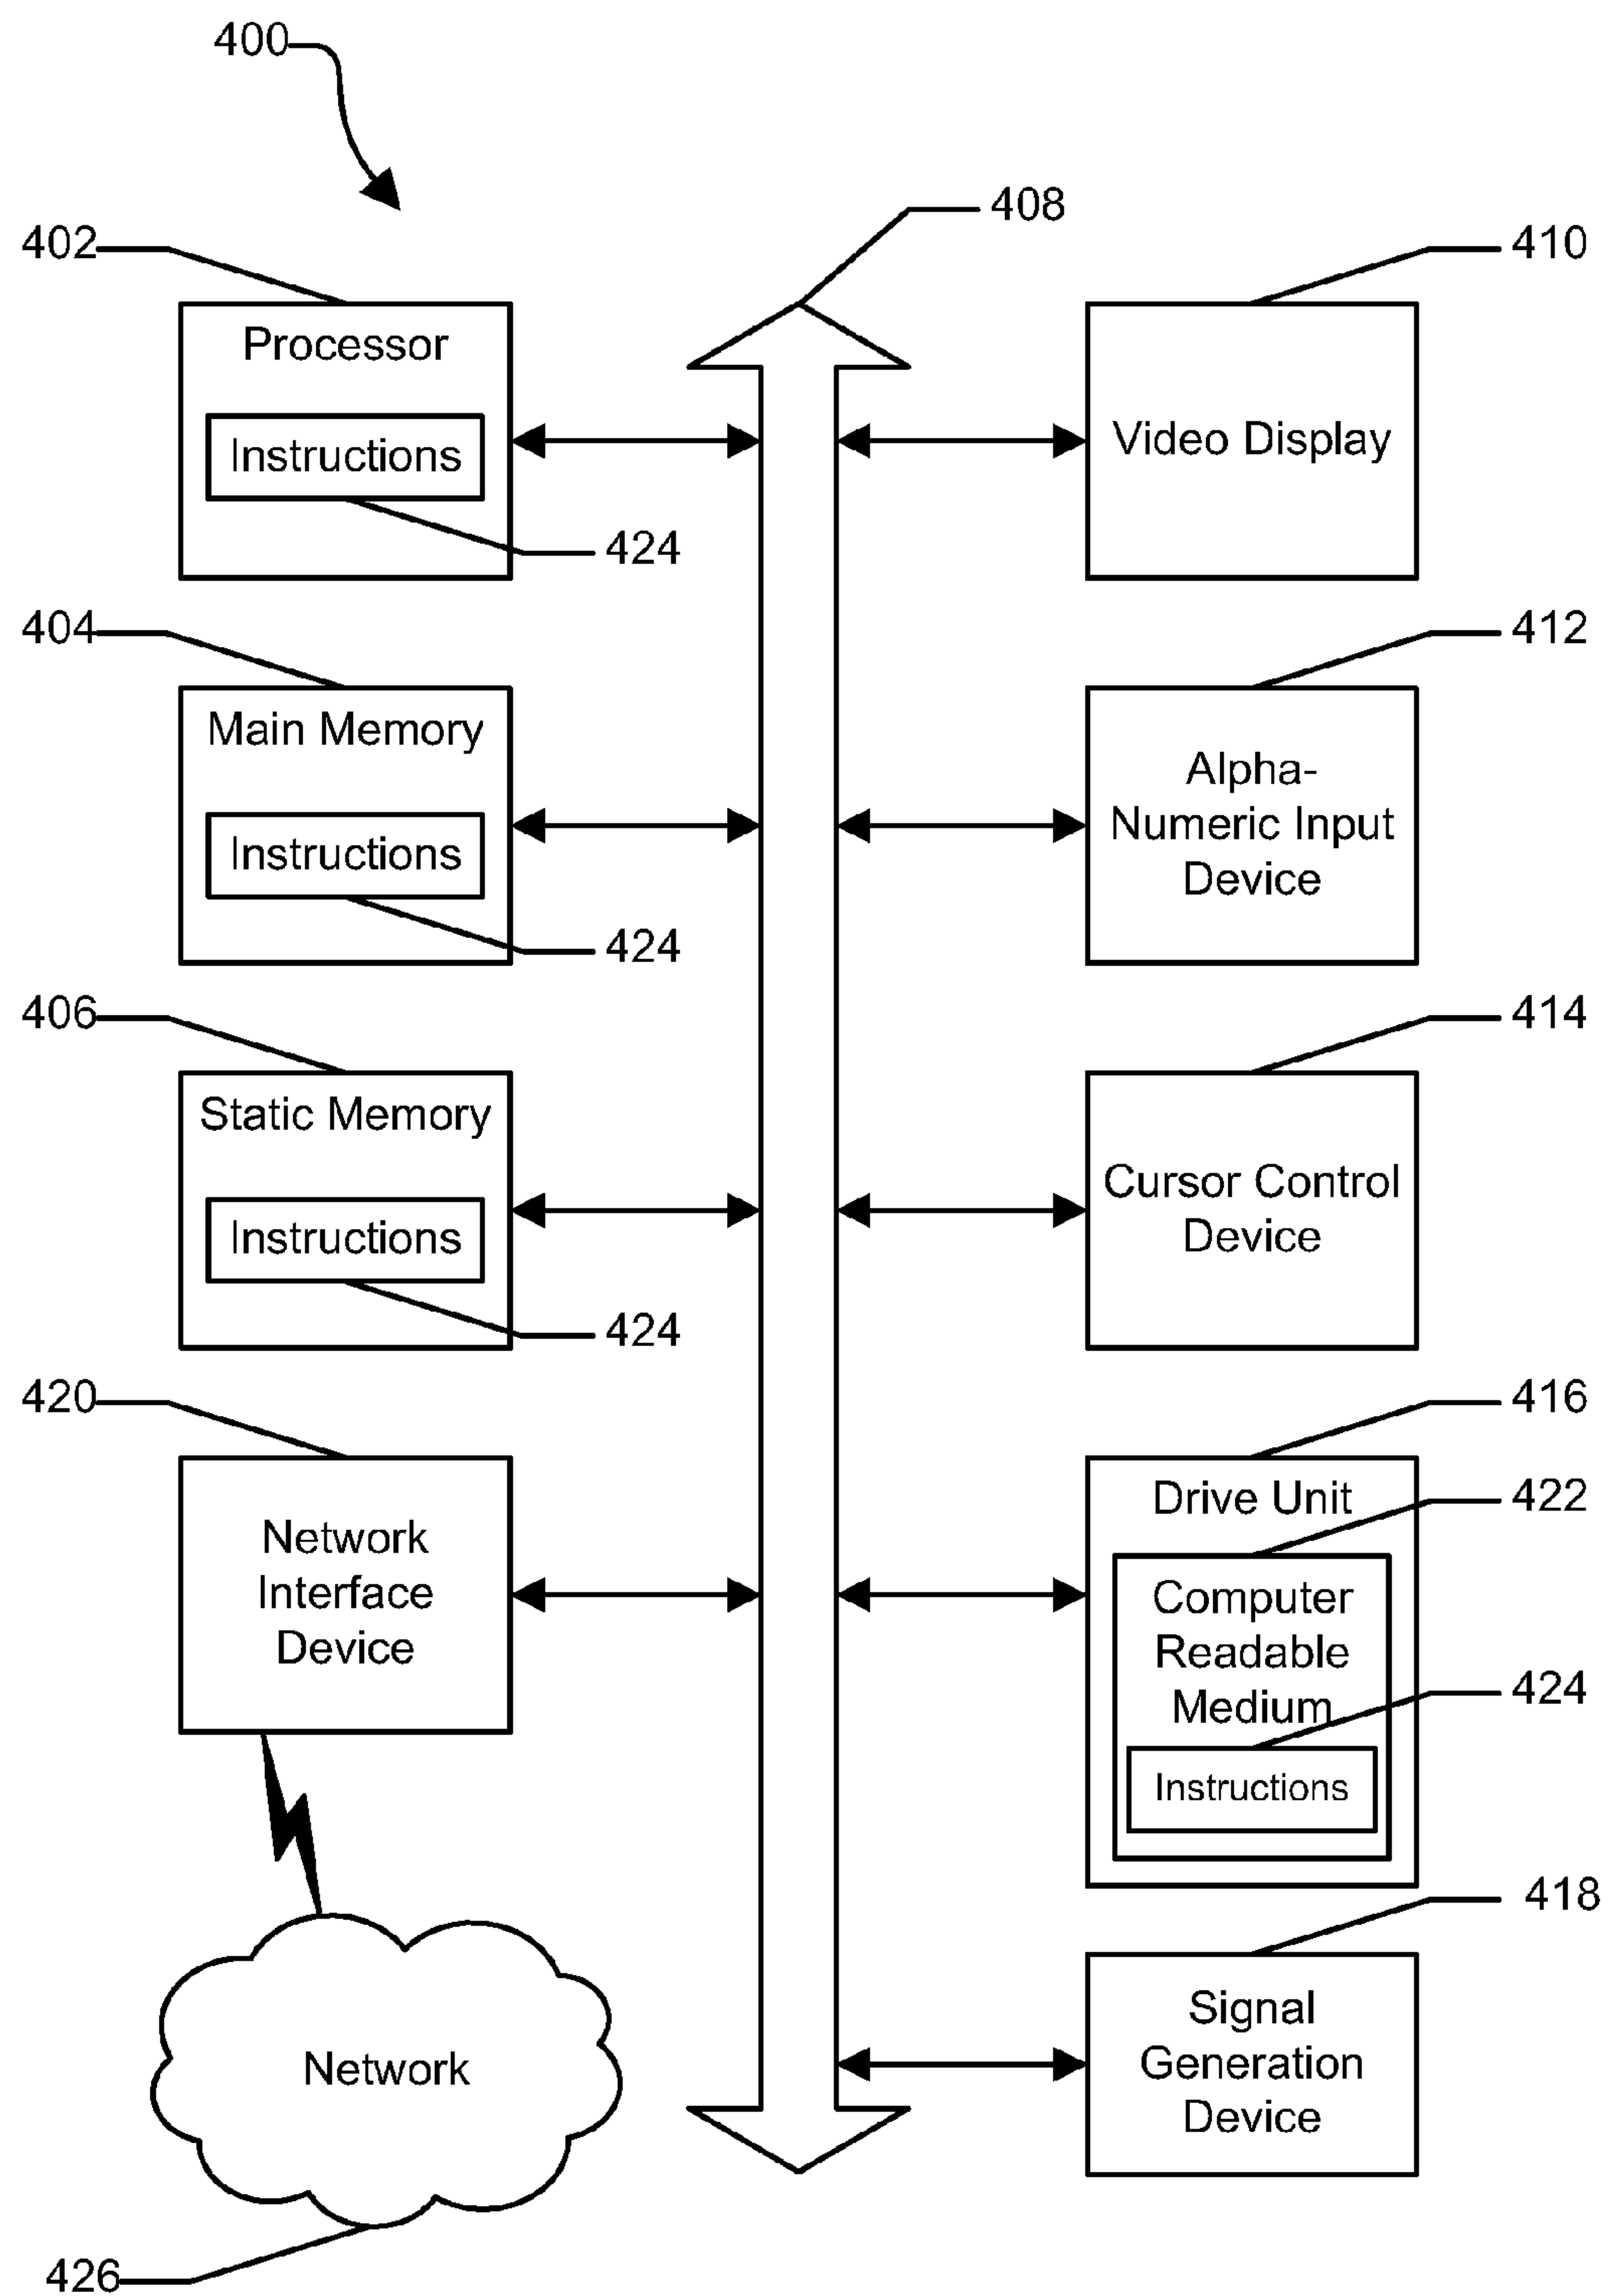 400
408
402
410
Processor
Instructions
424
Video Display
404
412
Main Memory
Instructions
424
Alpha-
Numeric Input
Device
406
414
Static Memory
Instructions
424
Cursor Control
Device
420
416
Network
Interface
Device
Drive Unit
422
Computer
Readable
Medium
424
Instructions
418
Signal
Generation
Device
Network
426